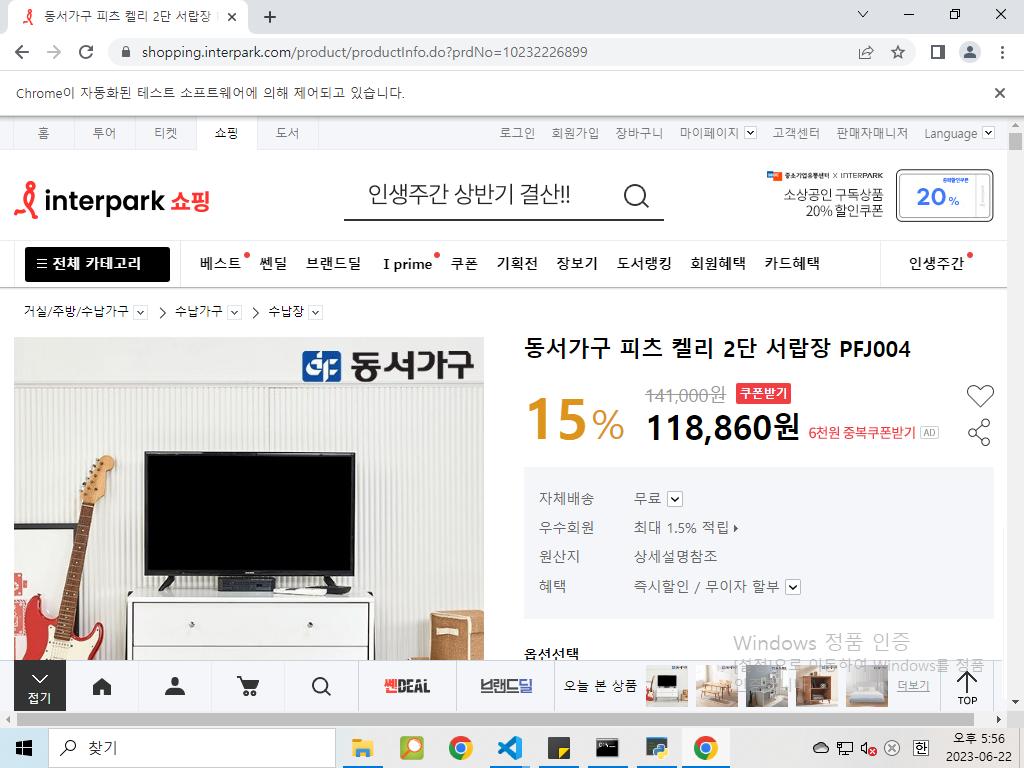 동서가구 피츠 켈리 2단 서랍장
shopping.interpark.com/product/productInfo.do?prdNo=10232226899
Chrome이 자동화된 테스트 소프트웨어에 의해 제어되고 있습니다.
홈 투어 티켓 쇼핑 도서 로그인 회원가입 장바구니 마이페이지 고객센터 판매자매니저 Language
interpark 쇼핑 인생주간 상반기 결산!!
중소기업유통센터 X INTERPARK
소상공인 구독상품
20% 할인쿠폰
중복할인쿠폰
20%
전체 카테고리 베스트 쎈딜 브랜드딜 I prime 쿠폰 기획전 장보기 도서랭킹 회원혜택 카드혜택 인생주간
거실/주방/수납가구 수납가구 수납장
동서가구
동서가구 피츠 켈리 2단 서랍장 PFJ004
15% 141,000원 쿠폰받기
118,860원 6천원 중복쿠폰받기 AD
자체배송 무료
우수회원 최대 1.5% 적립
원산지 상세설명참조
혜택 즉시할인 / 무이자 할부
옵션선택
Windows 정품 인증
[설정]으로 이동하여 Windows를 정품
접기 쎈DEAL 브랜드딜 오늘 본 상품 더보기 TOP
찾기
한
오후 5:56
2023-06-22